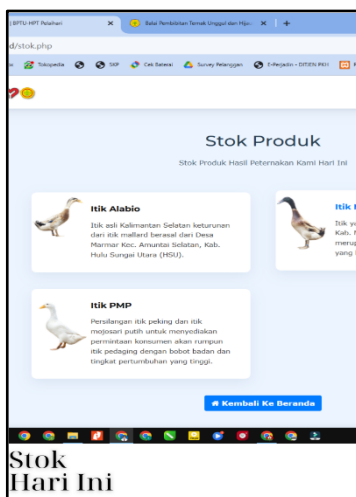 BPTU-HPT Pelaihari
Balai Pembibitan Ternak Unggul dan Hiju
d/stok.php
Tokopedia
SKP
Cek Baterai
Survey Pelanggan
E-Perjadin - DITJEN PKH
Stok Produk
Stok Produk Hasil Peternakan Kami Hari Ini
Itik Alabio
Itik asli Kalimantan Selatan keturunan
dari itik mallard berasal dari Desa
Marmar Kec. Amuntai Selatan, Kab.
Hulu Sungai Utara (HSU).
Itik
Itik
Kab.
yang
Itik PMP
Persilangan itik peking dan itik
mojosari putih untuk menyediakan
permintaan konsumen akan rumpun
itik pedaging dengan bobot badan dan
tingkat pertumbuhan yang tinggi.
Kembali Ke Beranda
Stok
Hari Ini